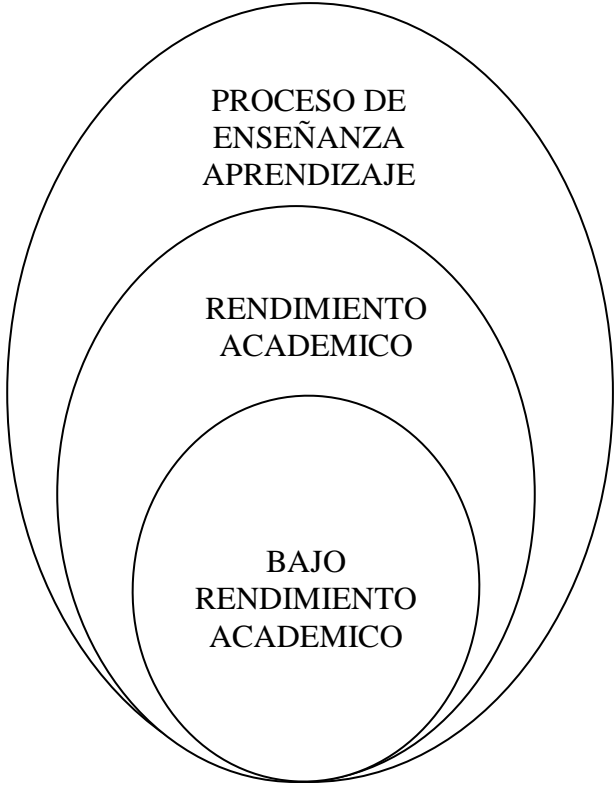 PROCESO DE
ENSEÑANZA
APRENDIZAJE
RENDIMIENTO
ACADEMICO
BAJO
RENDIMIENTO
ACADEMICO